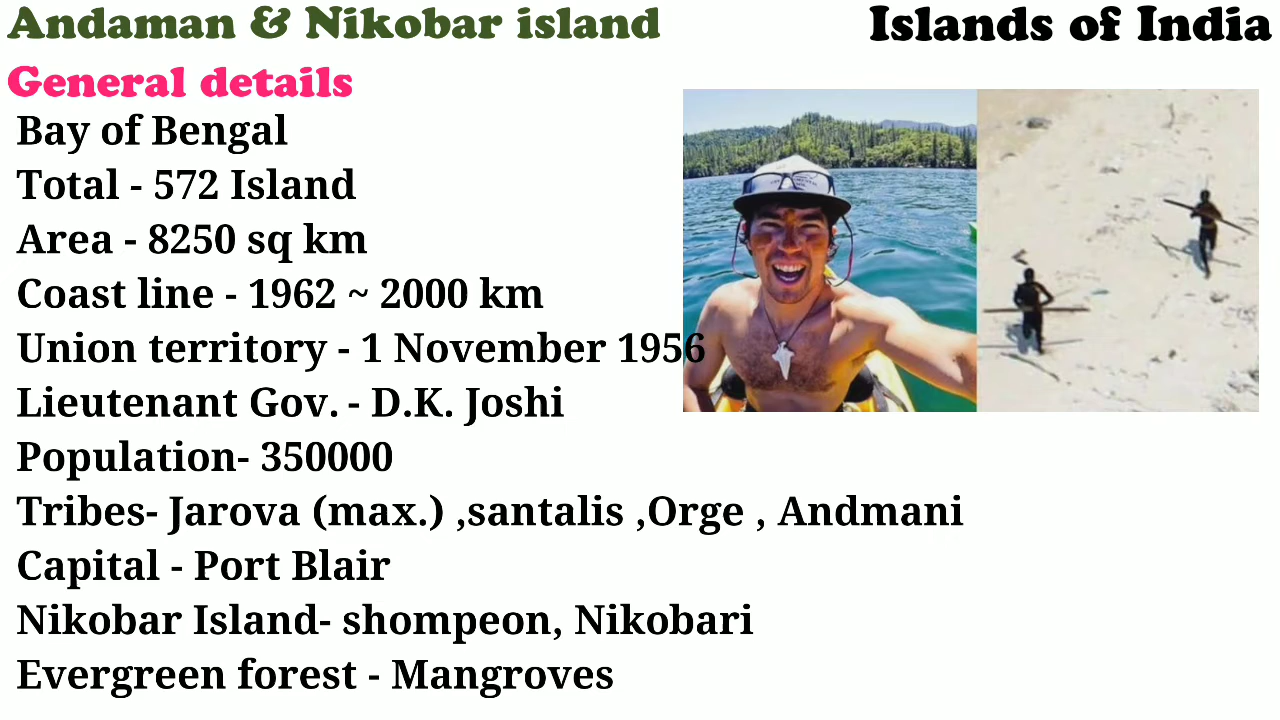 Andaman & Nikobar island
Islands of India
General details
Bay of Bengal
Total - 572 Island
Area - 8250 sq km
Coast line - 1962 ~ 2000 km
Union territory - 1 November 1956
Lieutenant Gov. - D.K. Joshi
Population- 350000
Tribes- Jarova (max.) ,santalis ,Orge , Andmani
Capital - Port Blair
Nikobar Island- shompeon, Nikobari
Evergreen forest - Mangroves